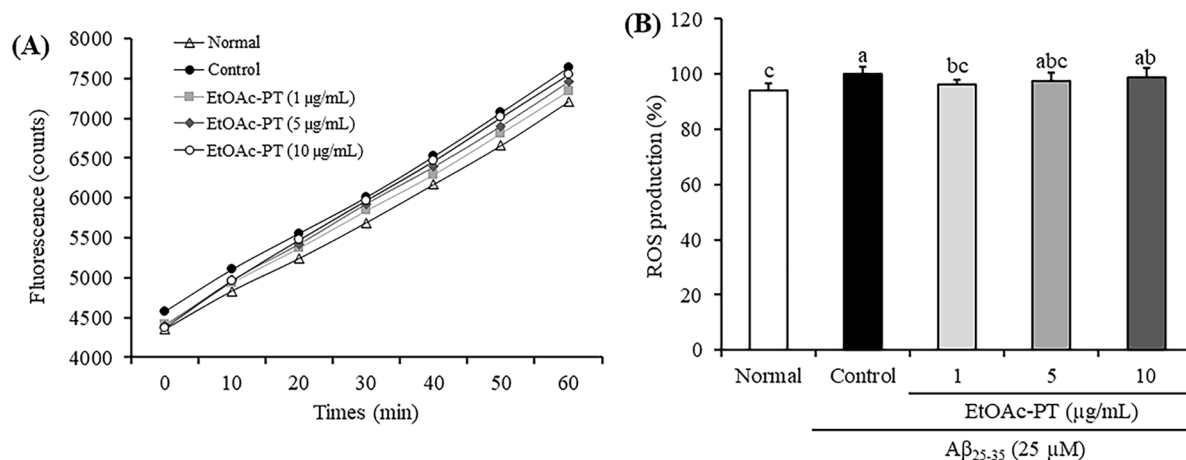 (A)
8000
7500
7000
6500
6000
5500
5000
4500
4000
Fluorescence (counts)
Normal
Control
EtOAc-PT (1 μg/mL)
EtOAc-PT (5 μg/mL)
EtOAc-PT (10 μg/mL)
0 10 20 30 40 50 60
Times (min)
(B)
120
100
80
60
40
20
0
ROS production (%)
c a bc abc ab
Normal Control 1 5 10
EtOAc-PT (μg/mL)
Aβ25-35 (25 μM)